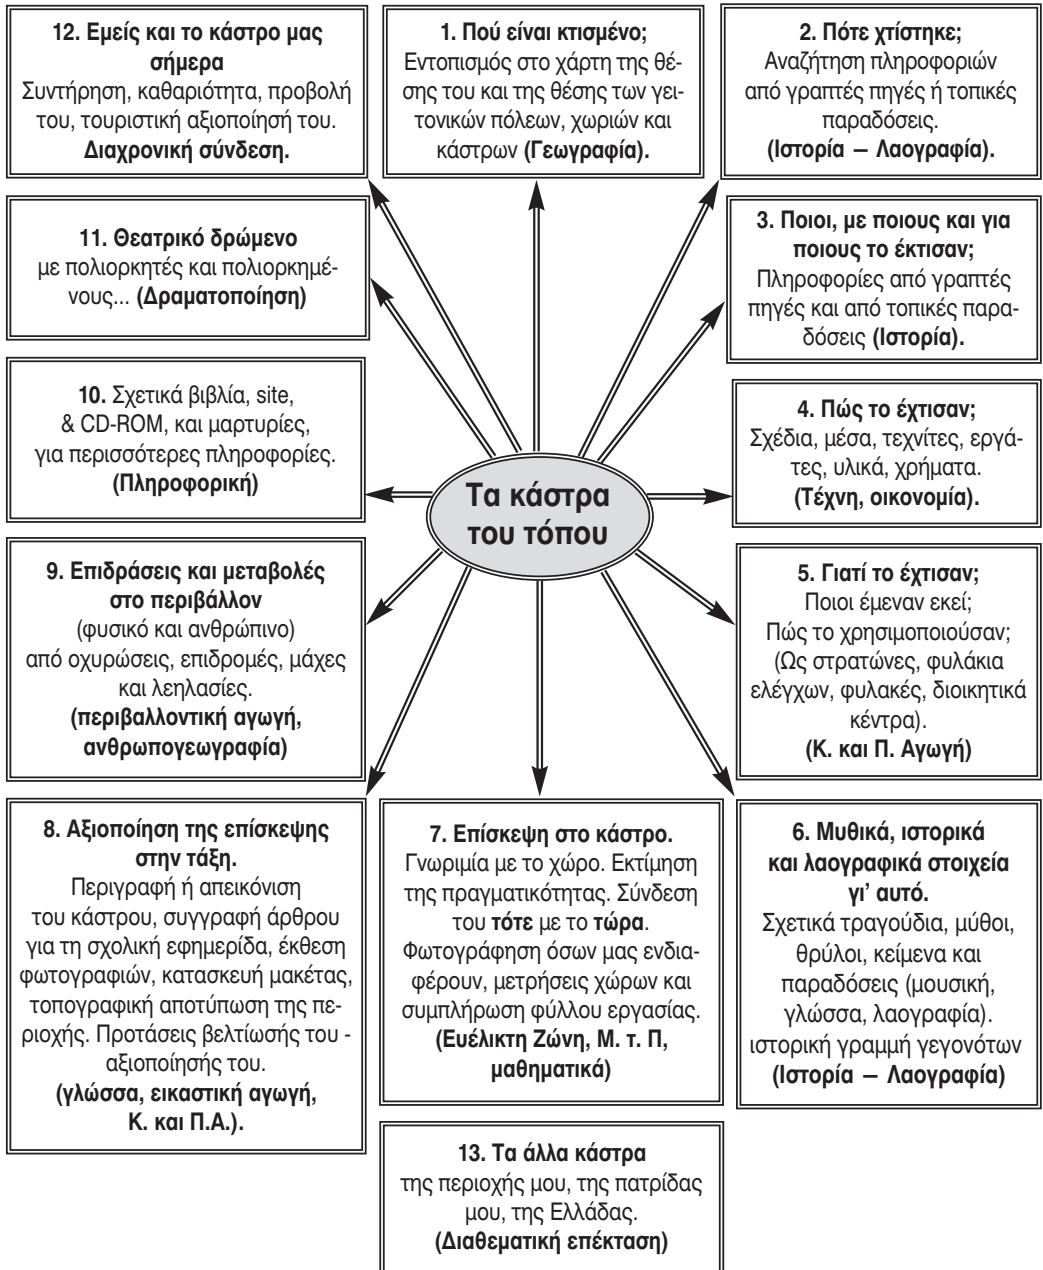 12. Εμείς και το κάστρο μας
σήμερα
Συντήρηση, καθαριότητα, προβολή
του, τουριστική αξιοποίησή του.
Διαχρονική σύνδεση.
1. Πού είναι κτισμένο;
Εντοπισμός στο χάρτη της θέ-
σης του και της θέσης των γει-
τονικών πόλεων, χωριών και
κάστρων (Γεωγραφία).
2. Πότε χτίστηκε;
Αναζήτηση πληροφοριών
από γραπτές πηγές ή τοπικές
παραδόσεις.
(Ιστορία – Λαογραφία).
11. Θεατρικό δρώμενο
με πολιορκητές και πολιορκημέ-
νους... (Δραματοποίηση)
3. Ποιοι, με ποιους και για
ποιους το έκτισαν;
Πληροφορίες από γραπτές
πηγές και από τοπικές παρα-
δόσεις (Ιστορία).
10. Σχετικά βιβλία, site,
& CD-ROM, και μαρτυρίες,
για περισσότερες πληροφορίες.
(Πληροφορική)
Τα κάστρα
του τόπου
4. Πώς το έχτισαν;
Σχέδια, μέσα, τεχνίτες, εργά-
τες, υλικά, χρήματα.
(Τέχνη, οικονομία).
9. Επιδράσεις και μεταβολές
στο περιβάλλον
(φυσικό και ανθρώπινο)
από οχυρώσεις, επιδρομές, μάχες
και λεηλασίες.
(περιβαλλοντική αγωγή,
ανθρωπογεωγραφία)
5. Γιατί το έχτισαν;
Ποιοι έμεναν εκεί;
Πώς το χρησιμοποιούσαν;
(Ως στρατώνες, φυλάκια
ελέγχων, φυλακές, διοικητικά
κέντρα).
(Κ. και Π. Αγωγή)
8. Αξιοποίηση της επίσκεψης
στην τάξη.
Περιγραφή ή απεικόνιση
του κάστρου, συγγραφή άρθρου
για τη σχολική εφημερίδα, έκθεση
φωτογραφιών, κατασκευή μακέτας,
τοπογραφική αποτύπωση της πε-
ριοχής. Προτάσεις βελτίωσής του -
αξιοποίησής του.
(γλώσσα, εικαστική αγωγή,
Κ. και Π.Α.).
7. Επίσκεψη στο κάστρο.
Γνωριμία με το χώρο. Εκτίμηση
της πραγματικότητας. Σύνδεση
του τότε με το τώρα.
Φωτογράφηση όσων μας ενδια-
φέρουν, μετρήσεις χώρων και
συμπλήρωση φύλλου εργασίας.
(Ευέλικτη Ζώνη, Μ. τ. Π,
μαθηματικά)
6. Μυθικά, ιστορικά
και λαογραφικά στοιχεία
γι' αυτό.
Σχετικά τραγούδια, μύθοι,
θρύλοι, κείμενα και
παραδόσεις (μουσική,
γλώσσα, λαογραφία).
ιστορική γραμμή γεγονότων
(Ιστορία – Λαογραφία)
13. Τα άλλα κάστρα
της περιοχής μου, της πατρίδας
μου, της Ελλάδας.
(Διαθεματική επέκταση)